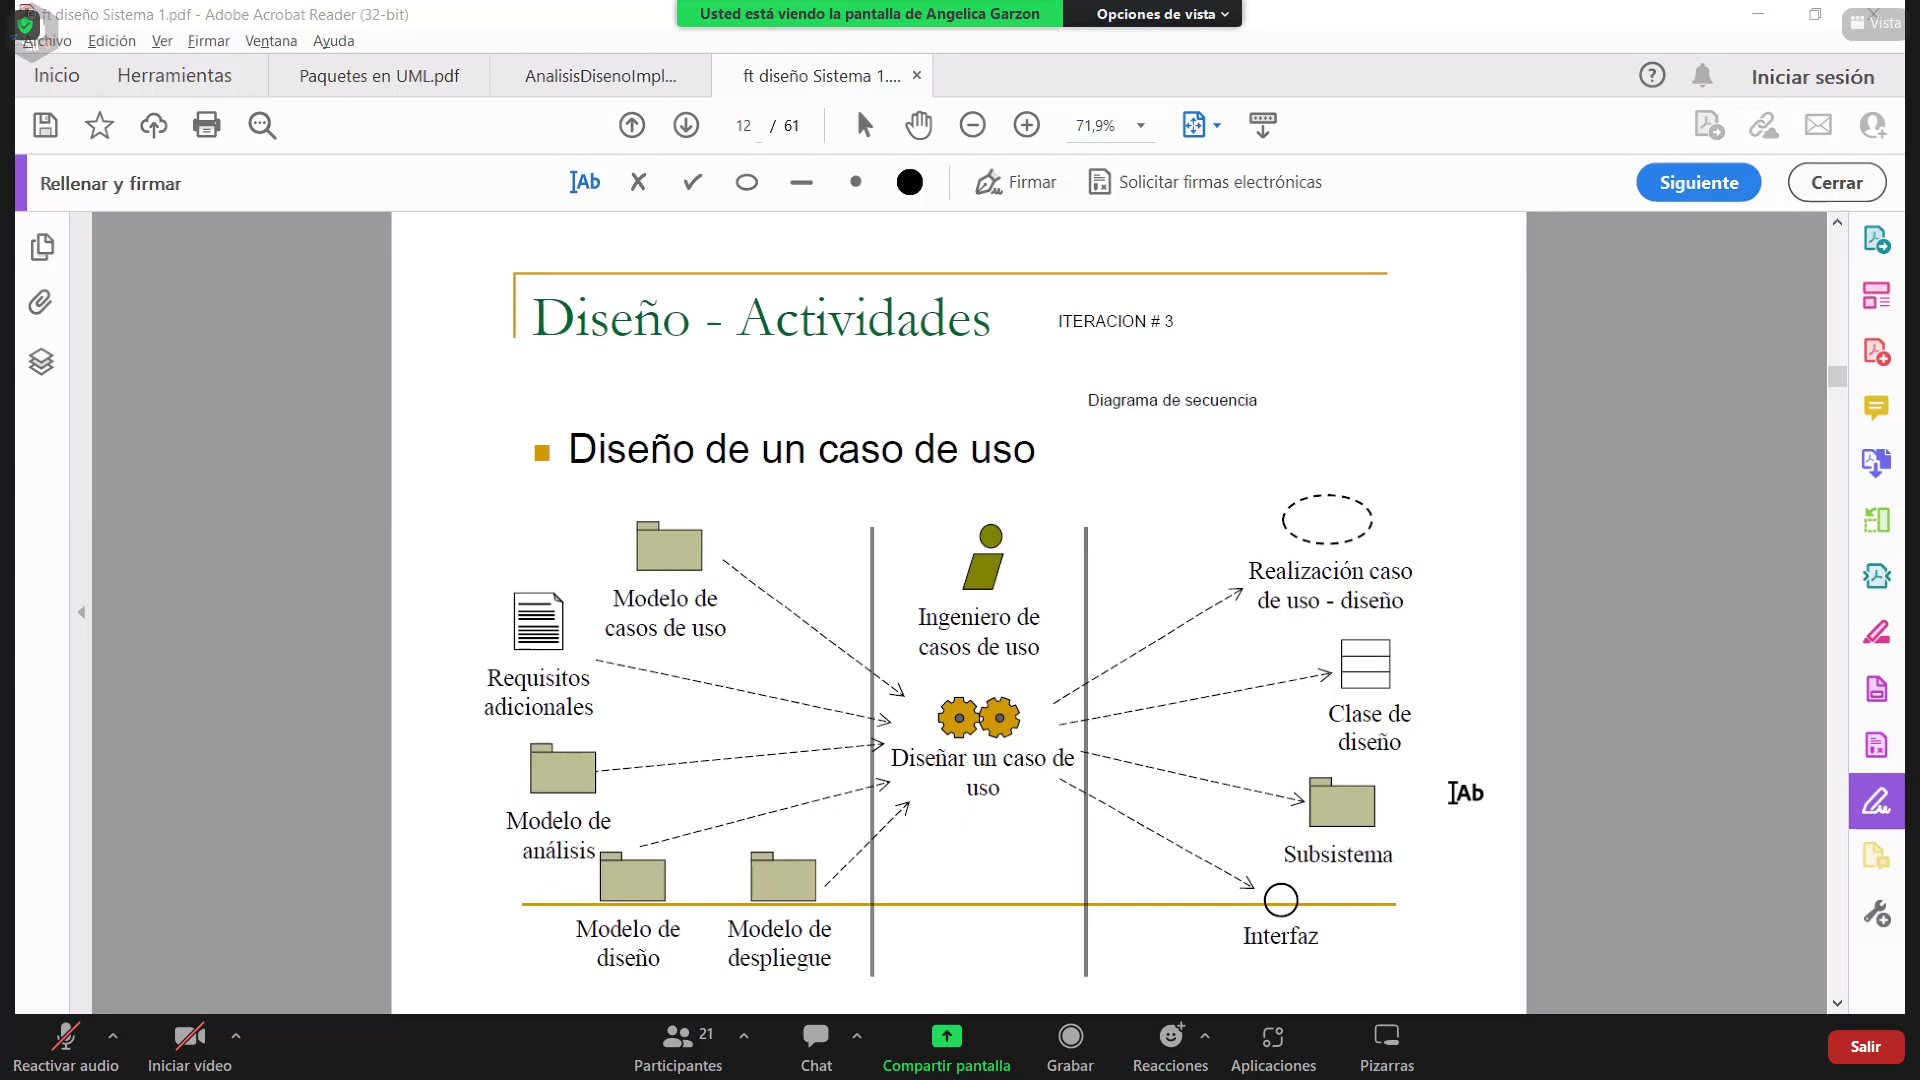 ft diseño Sistema 1.pdf - Adobe Acrobat Reader (32-bit)
Usted está viendo la pantalla de Angelica Garzon
Opciones de vista
Vista
Archivo Edición Ver Firmar Ventana Ayuda
Inicio Herramientas Paquetes en UML.pdf AnalisisDisenoImpl... ft diseño Sistema 1.... × Iniciar sesión
12 / 61 71,9%
Rellenar y firmar Ab Firmar Solicitar firmas electrónicas Siguiente Cerrar
Diseño - Actividades
ITERACION # 3
Diagrama de secuencia
Diseño de un caso de uso
Modelo de
casos de uso
Requisitos
adicionales
Modelo de
análisis
Modelo de
diseño
Modelo de
despliegue
Ingeniero de
casos de uso
Diseñar un caso de
uso
Realización caso
de uso - diseño
Clase de
diseño
Subsistema
Interfaz
Ab
Reactivar audio
Iniciar vídeo
21
Participantes
Chat
Compartir pantalla
Grabar
Reacciones
Aplicaciones
Pizarras
Salir